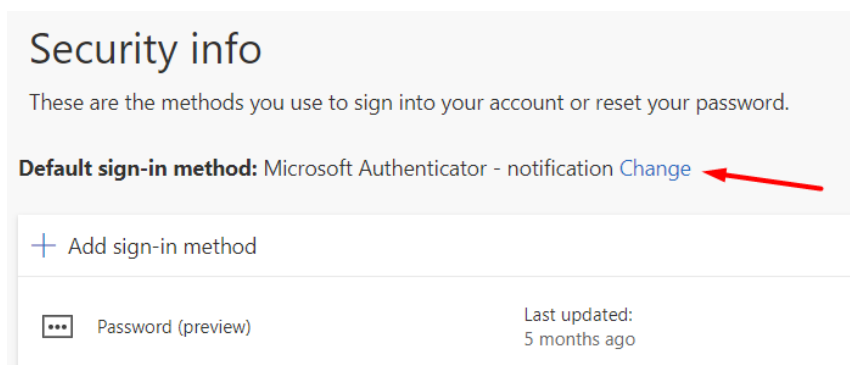 Security info
These are the methods you use to sign into your account or reset your password.
Default sign-in method: Microsoft Authenticator - notification Change
Add sign-in method
Password (preview)
Last updated:
5 months ago